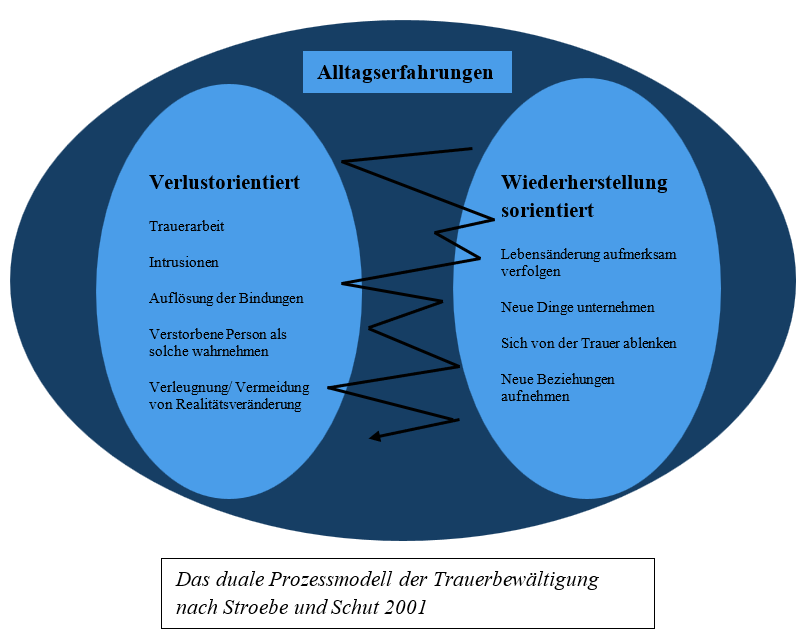 Alltagserfahrungen
Verlustorientiert
Trauerarbeit
Intrusionen
Auflösung der Bindungen
Verstorbene Person als
solche wahrnehmen
Verleugnung/ Vermeidung
von Realitätsveränderung
Wiederherstellung
sorientiert
Lebensänderung aufmerksam
verfolgen
Neue Dinge unternehmen
Sich von der Trauer ablenken
Neue Beziehungen
aufnehmen
Das duale Prozessmodell der Trauerbewältigung
nach Stroebe und Schut 2001